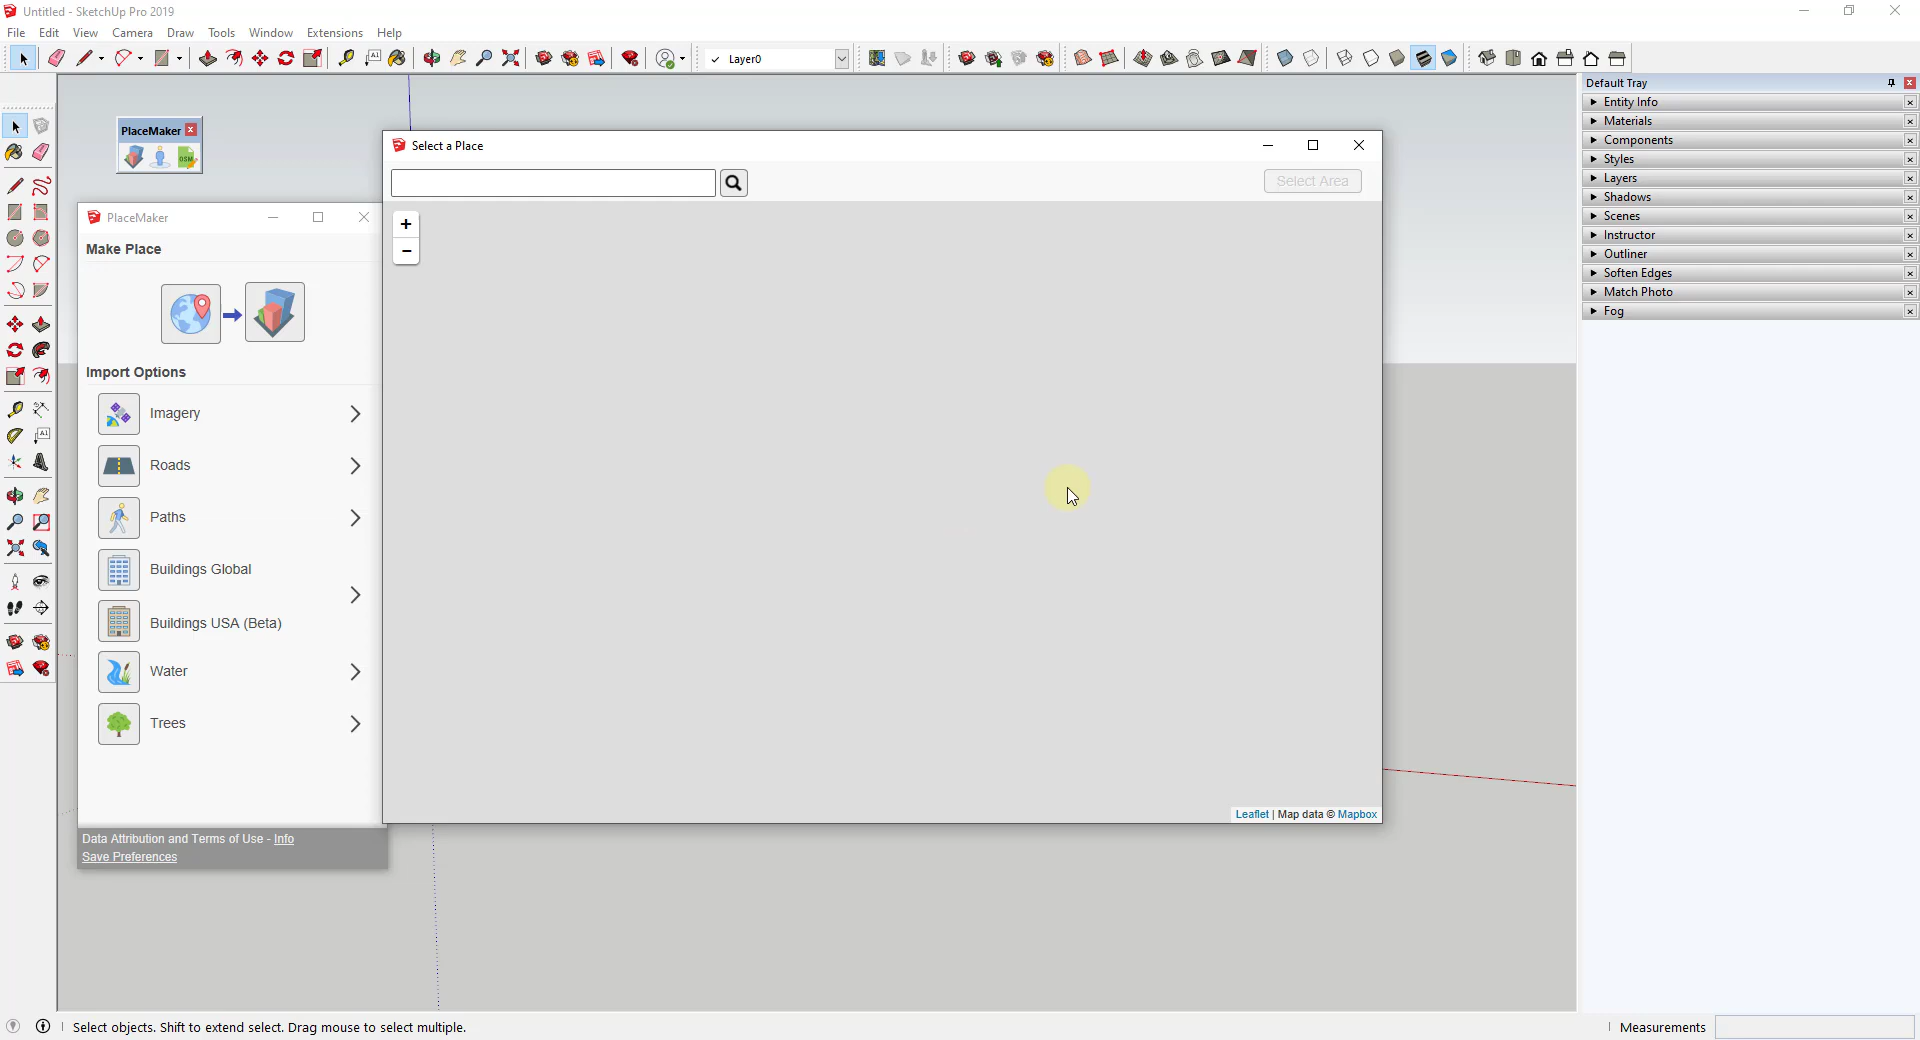 Untitled - SketchUp Pro 2019
File Edit View Camera Draw Tools Window Extensions Help
Layer0
Default Tray
Entity Info
Materials
Components
Styles
Layers
Shadows
Scenes
Instructor
Outliner
Soften Edges
Match Photo
Fog
PlaceMaker
OSM
Select a Place
Select Area
+
−
PlaceMaker
Make Place
Import Options
Imagery
Roads
Paths
Buildings Global
Buildings USA (Beta)
Water
Trees
Data Attribution and Terms of Use - Info
Save Preferences
Leaflet | Map data © Mapbox
Select objects. Shift to extend select. Drag mouse to select multiple.
Measurements